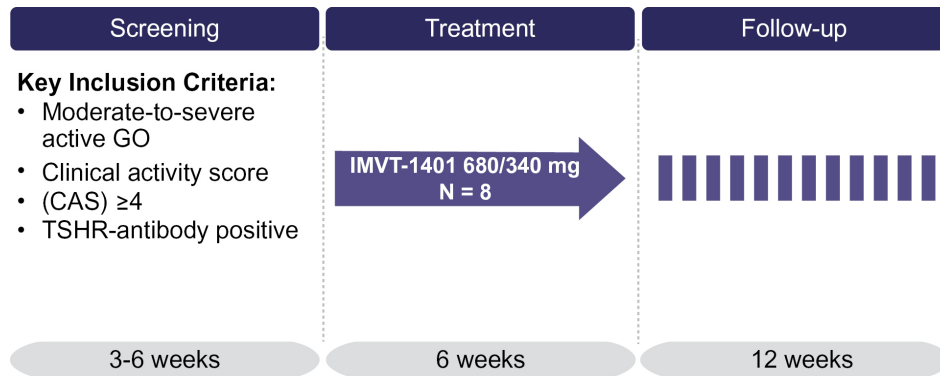 Screening
Treatment
Follow-up
Key Inclusion Criteria:
• Moderate-to-severe
active GO
• Clinical activity score
• (CAS) ≥4
• TSHR-antibody positive
IMVT-1401 680/340 mg
N = 8
3-6 weeks
6 weeks
12 weeks